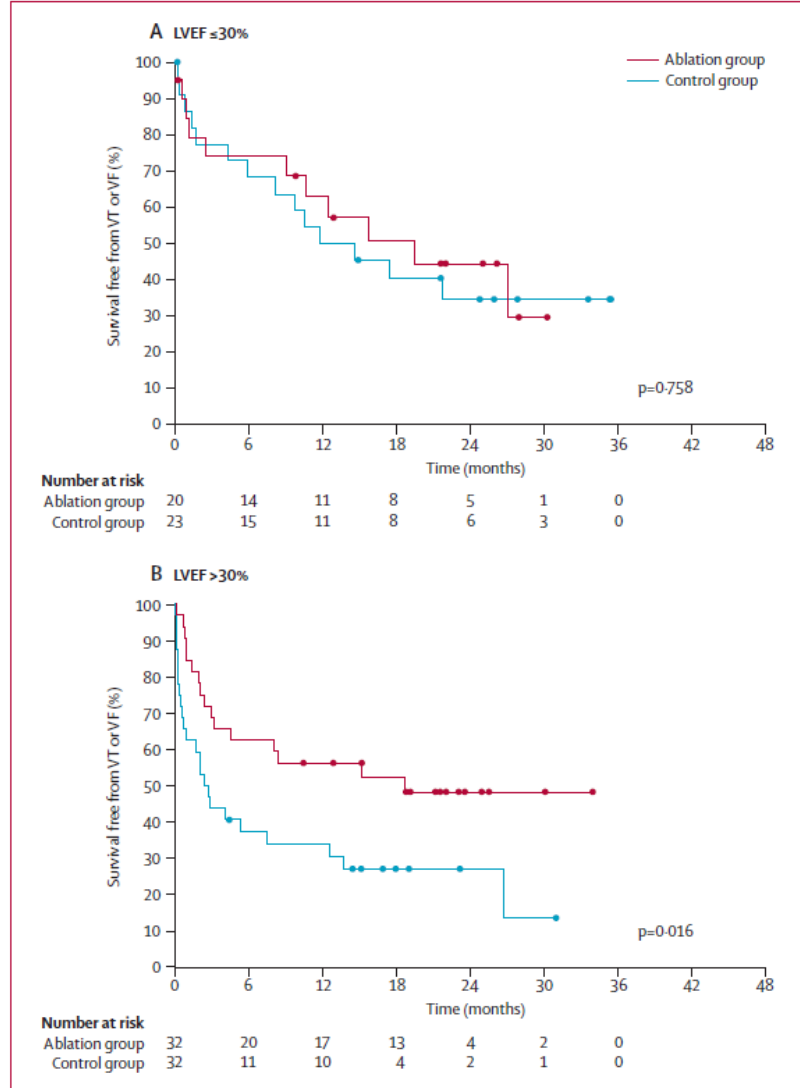 A LVEF ≤30%
Ablation group
Control group
100
90
80
70
60
50
40
30
20
10
0
Survival free from VT or VF (%)
p=0·758
0 6 12 18 24 30 36 42 48
Time (months)
Number at risk
Ablation group 20 14 11 8 5 1 0
Control group 23 15 11 8 6 3 0
B LVEF >30%
100
90
80
70
60
50
40
30
20
10
0
Survival free from VT or VF (%)
p=0·016
0 6 12 18 24 30 36 42 48
Time (months)
Number at risk
Ablation group 32 20 17 13 4 2 0
Control group 32 11 10 4 2 1 0